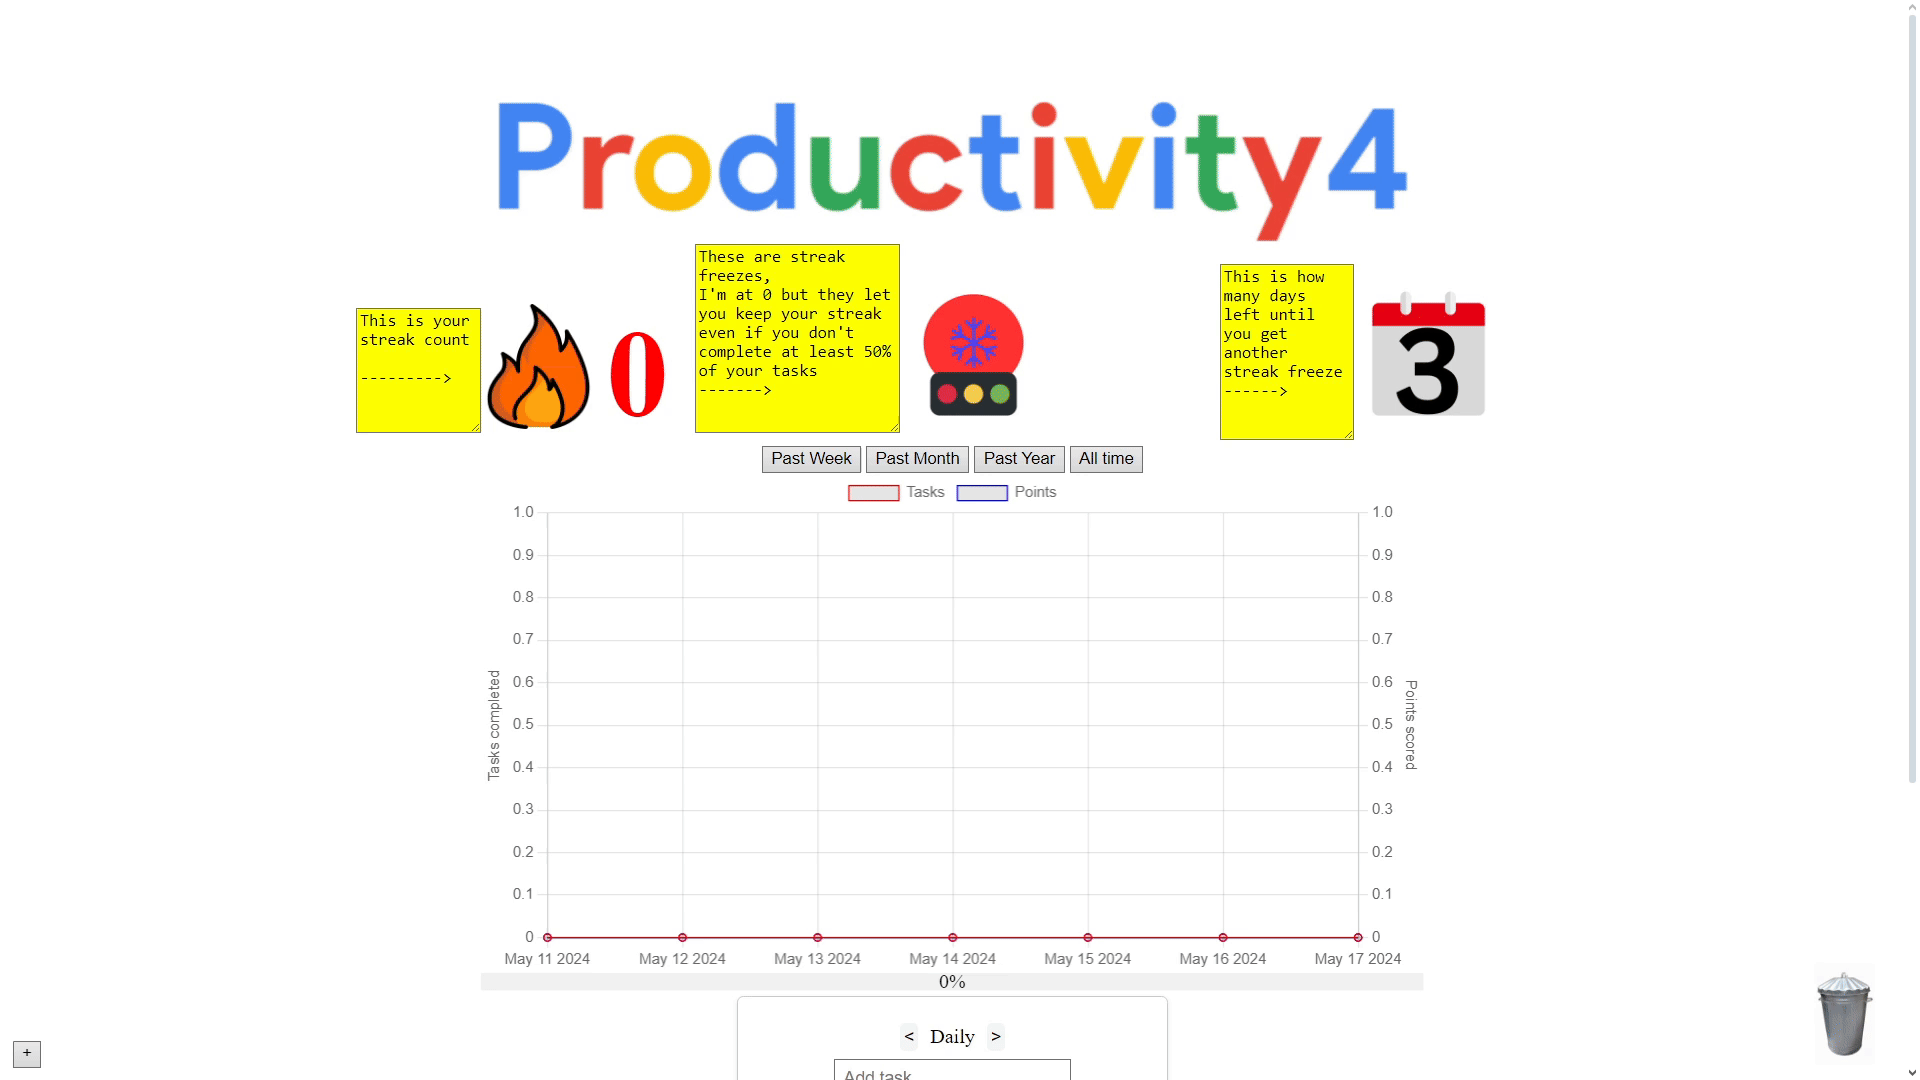 Productivity4
This is your
streak count
--------->
0
These are streak
freezes,
I'm at 0 but they let
you keep your streak
even if you don't
complete at least 50%
of your tasks
------->
This is how
many days
left until
you get
another
streak freeze
------>
3
Past Week Past Month Past Year All time
Tasks Points
1.0 1.0
0.9 0.9
0.8 0.8
0.7 0.7
0.6 0.6
0.5 0.5
0.4 0.4
0.3 0.3
0.2 0.2
0.1 0.1
0 0
Tasks completed
Points scored
May 11 2024 May 12 2024 May 13 2024 May 14 2024 May 15 2024 May 16 2024 May 17 2024
0%
< Daily >
Add task
+